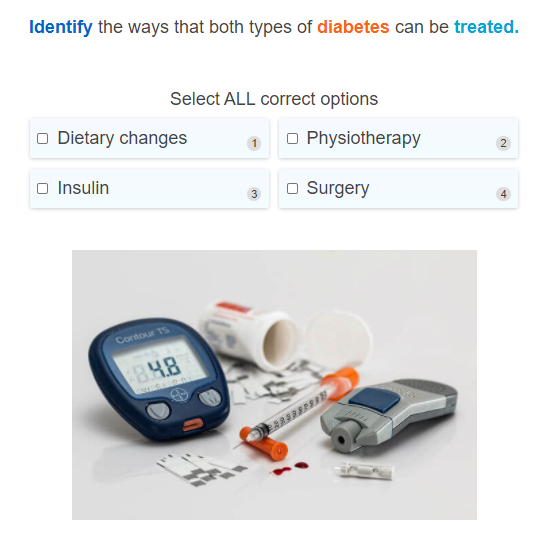 Identify the ways that both types of diabetes can be treated.
Select ALL correct options
Dietary changes 1
Physiotherapy 2
Insulin 3
Surgery 4
Contour TS
4.8
BAYER